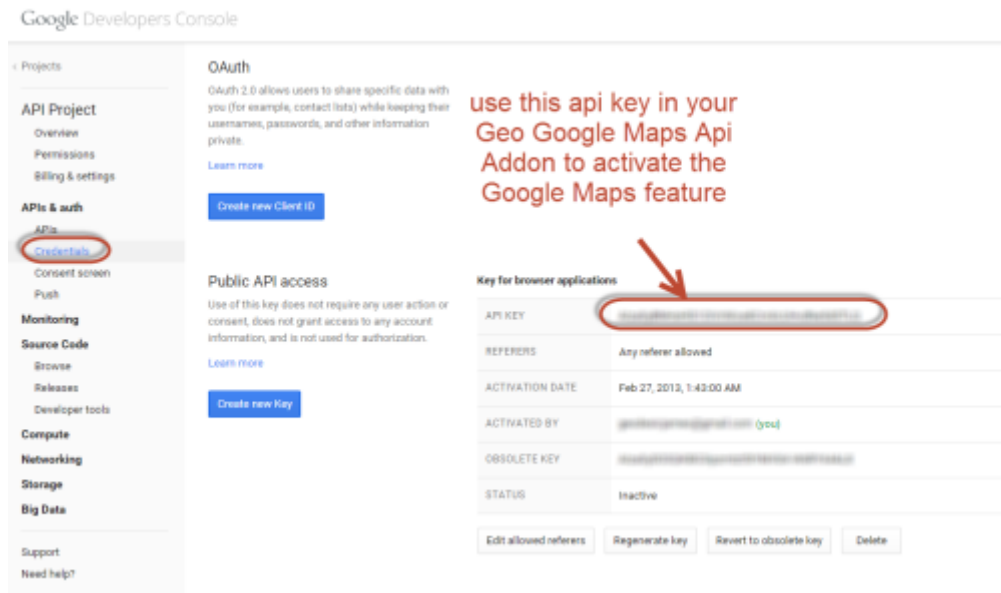 Google Developers Console
< Projects
API Project
Overview
Permissions
Billing & settings
APIs & auth
APIs
Credentials
Consent screen
Push
Monitoring
Source Code
Browse
Releases
Developer tools
Compute
Networking
Storage
Big Data
Support
Need help?
OAuth
OAuth 2.0 allows users to share specific data with
you (for example, contact lists) while keeping their
usernames, passwords, and other information
private.
Learn more
Create new Client ID
use this api key in your
Geo Google Maps Api
Addon to activate the
Google Maps feature
Public API access
Use of this key does not require any user action or
consent, does not grant access to any account
information, and is not used for authorization.
Learn more
Create new Key
Key for browser applications
API KEY
REFERERS Any referer allowed
ACTIVATION DATE Feb 27, 2013, 1:43:00 AM
ACTIVATED BY (you)
OBSOLETE KEY
STATUS Inactive
Edit allowed referers Regenerate key Revert to obsolete key Delete